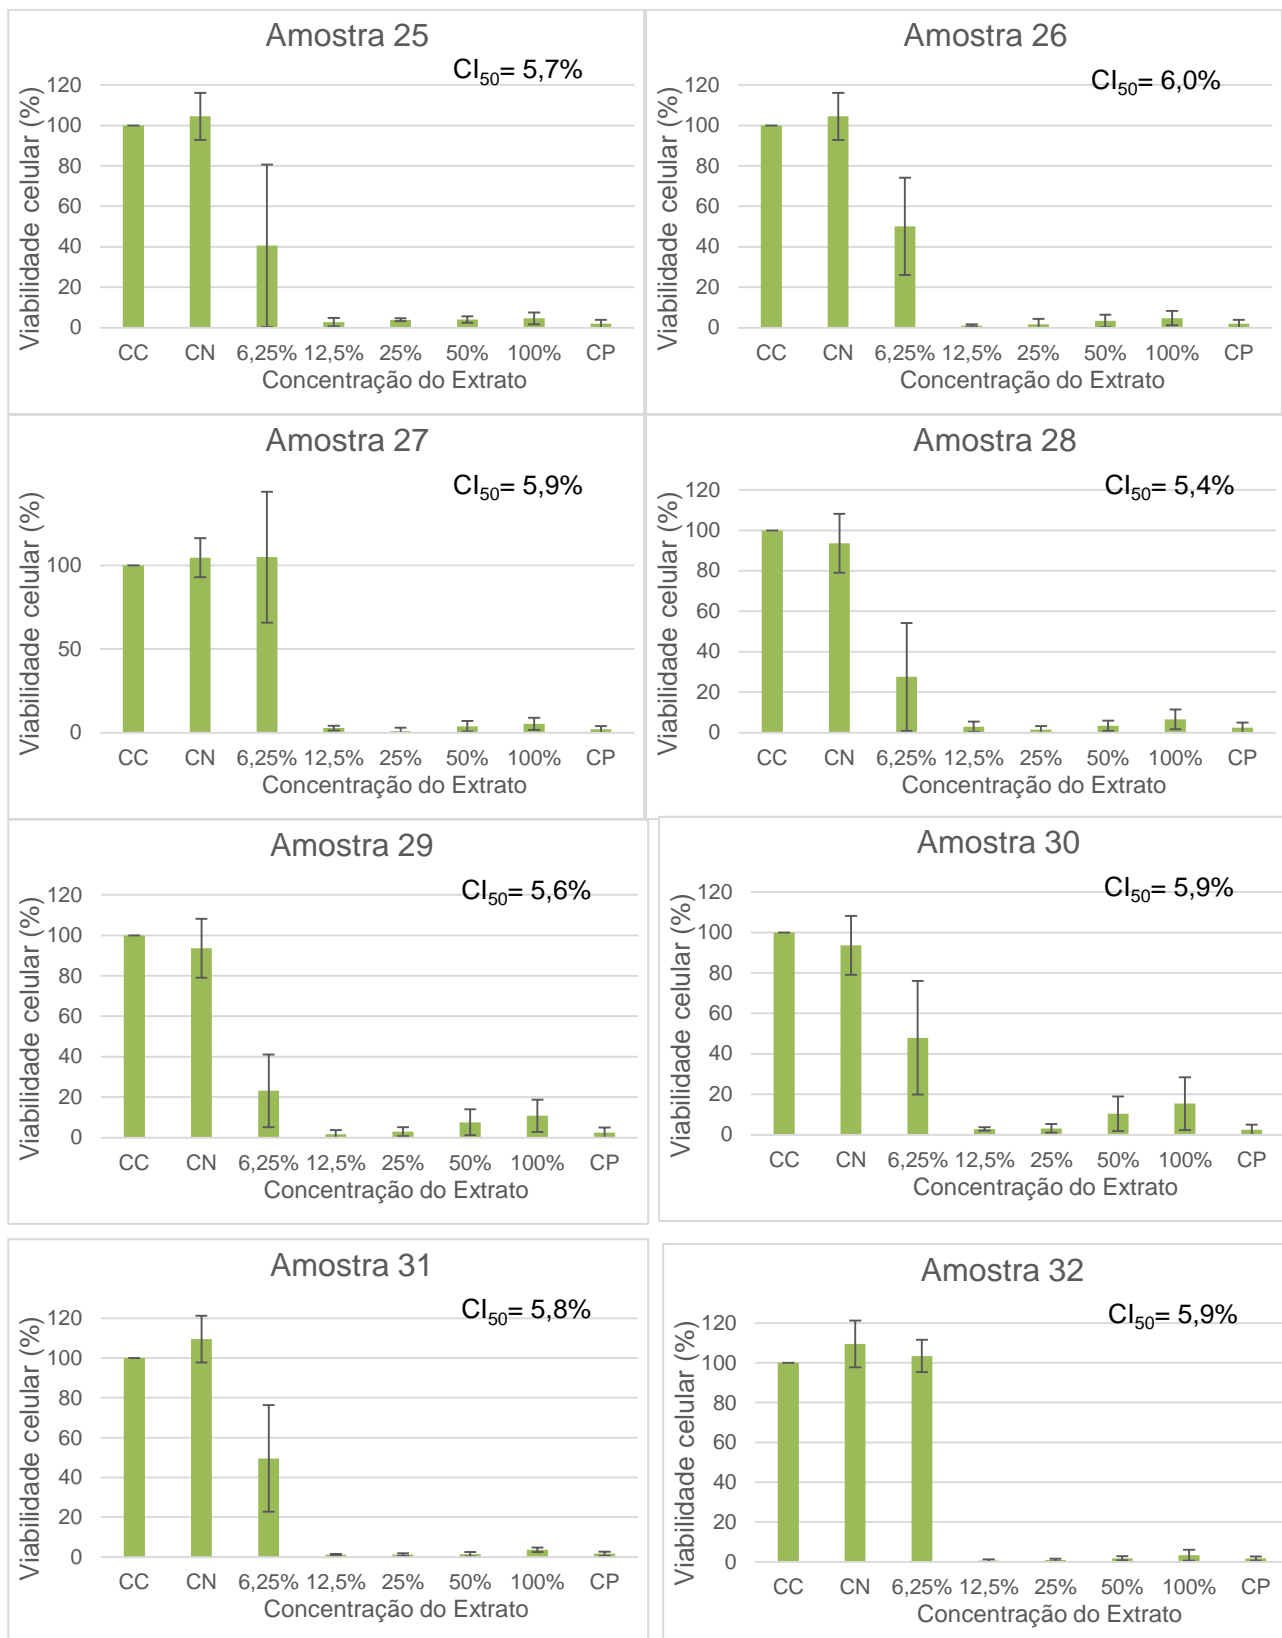 Amostra 25
CI50= 5,7%
Viabilidade celular (%)
120
100
80
60
40
20
0
CC CN 6,25% 12,5% 25% 50% 100% CP
Concentração do Extrato
Amostra 26
CI50= 6,0%
Viabilidade celular (%)
120
100
80
60
40
20
0
CC CN 6,25% 12,5% 25% 50% 100% CP
Concentração do Extrato
Amostra 27
CI50= 5,9%
Viabilidade celular (%)
100
50
0
CC CN 6,25% 12,5% 25% 50% 100% CP
Concentração do Extrato
Amostra 28
CI50= 5,4%
Viabilidade celular (%)
120
100
80
60
40
20
0
CC CN 6,25% 12,5% 25% 50% 100% CP
Concentração do Extrato
Amostra 29
CI50= 5,6%
Viabilidade celular (%)
120
100
80
60
40
20
0
CC CN 6,25% 12,5% 25% 50% 100% CP
Concentração do Extrato
Amostra 30
CI50= 5,9%
Viabilidade celular (%)
120
100
80
60
40
20
0
CC CN 6,25% 12,5% 25% 50% 100% CP
Concentração do Extrato
Amostra 31
CI50= 5,8%
Viabilidade celular (%)
120
100
80
60
40
20
0
CC CN 6,25% 12,5% 25% 50% 100% CP
Concentração do Extrato
Amostra 32
CI50= 5,9%
Viabilidade celular (%)
120
100
80
60
40
20
0
CC CN 6,25% 12,5% 25% 50% 100% CP
Concentração do Extrato